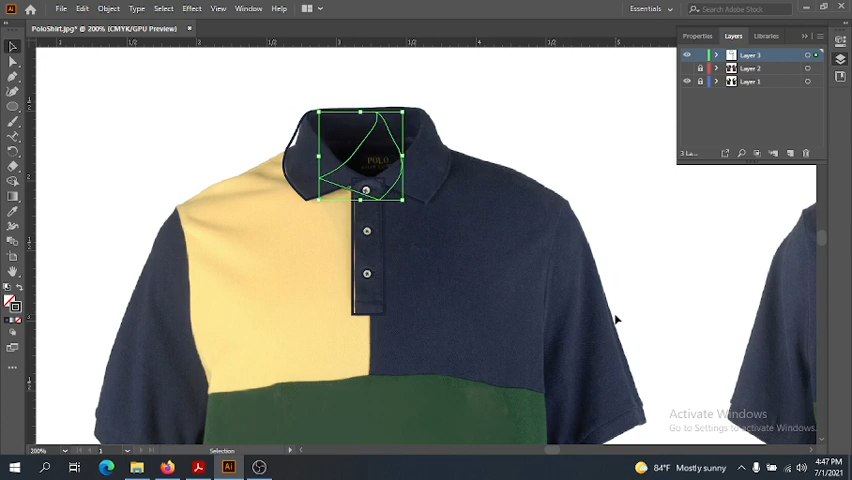 File Edit Object Type Select Effect View Window Help
Essentials
Search Adobe Stock
PoloShirt.jpg* @ 200% (CMYK/GPU Preview)
Properties Layers Libraries
Layer 3
Layer 2
Layer 1
3 La...
POLO
Activate Windows
Go to Settings to activate Windows.
200%
1
Selection
84°F Mostly sunny
4:47 PM
7/1/2021